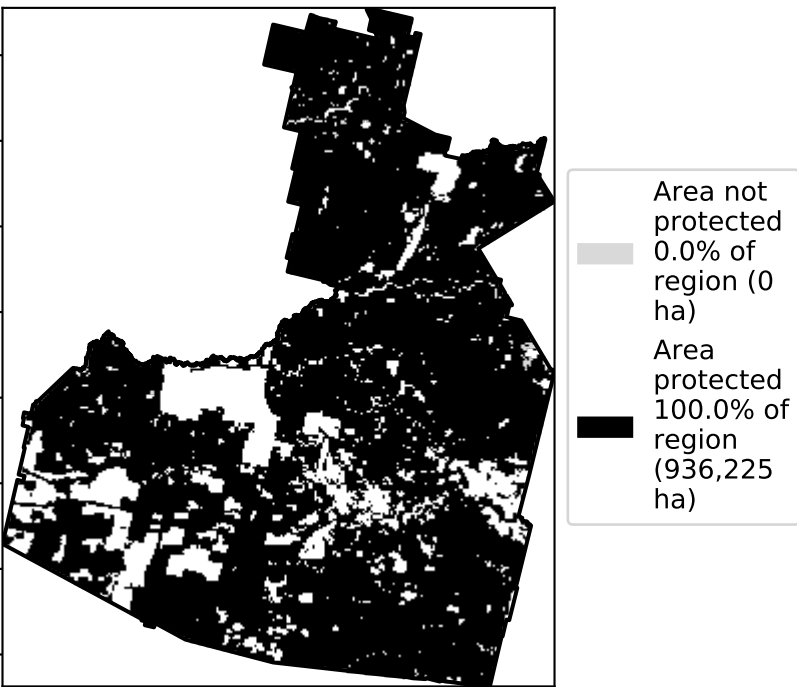 Area not
protected
0.0% of
region (0
ha)
Area
protected
100.0% of
region
(936,225
ha)